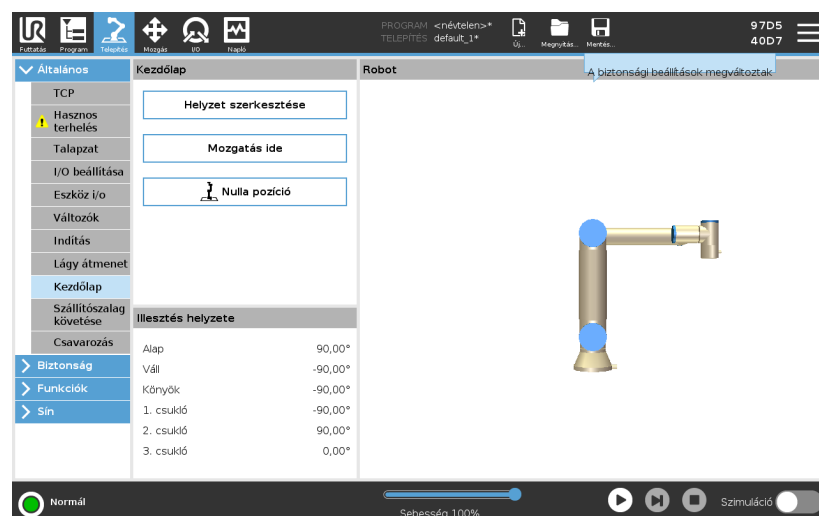 PROGRAM <névtelen>*
TELEPÍTÉS default_1*
97D5
40D7
Futtatás Program Telepítés Mozgás I/O Napló Új... Megnyitás... Mentés...
A biztonsági beállítások megváltoztak
Általános
TCP
Hasznos
terhelés
Talapzat
I/O beállítása
Eszköz i/o
Változók
Indítás
Lágy átmenet
Kezdőlap
Szállítószalag
követése
Csavarozás
Biztonság
Funkciók
Sín
Kezdőlap
Helyzet szerkesztése
Mozgatás ide
Nulla pozíció
Illesztés helyzete
Alap 90,00°
Váll -90,00°
Könyök -90,00°
1. csukló -90,00°
2. csukló 90,00°
3. csukló 0,00°
Robot
Normál
Sebesség 100%
Szimuláció